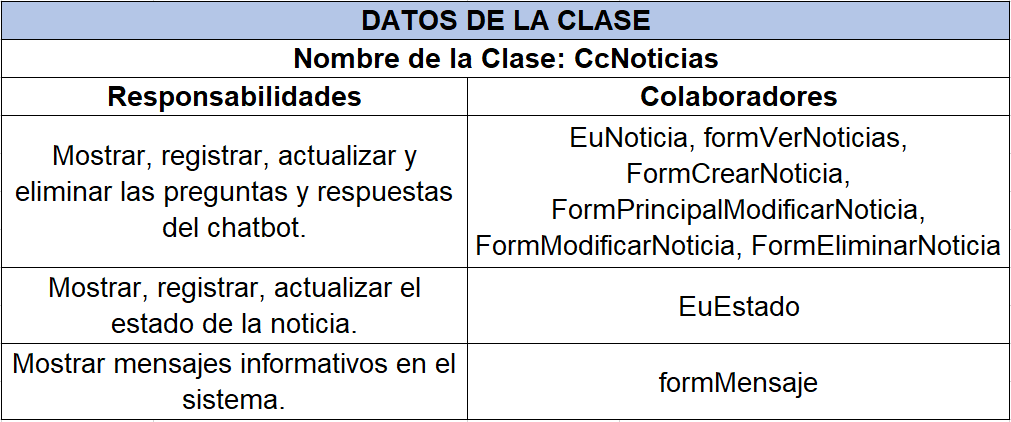 DATOS DE LA CLASE
Nombre de la Clase: CcNoticias
Responsabilidades
Colaboradores
Mostrar, registrar, actualizar y
eliminar las preguntas y respuestas
del chatbot.
EuNoticia, formVerNoticias,
FormCrearNoticia,
FormPrincipalModificarNoticia,
FormModificarNoticia, FormEliminarNoticia
Mostrar, registrar, actualizar el
estado de la noticia.
EuEstado
Mostrar mensajes informativos en el
sistema.
formMensaje